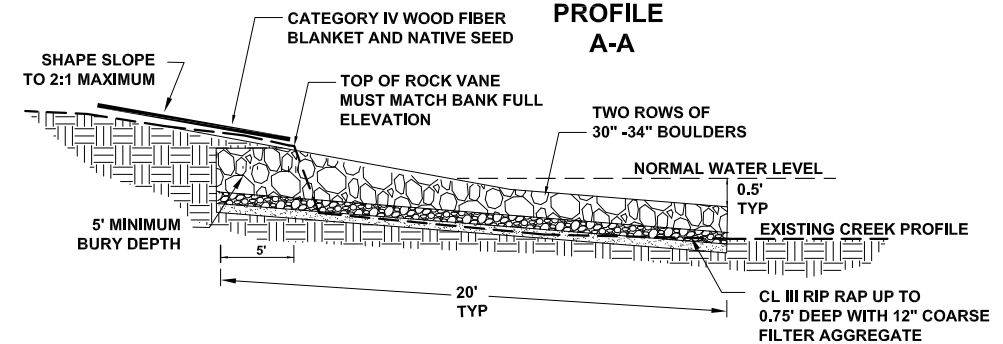 PROFILE
A-A
CATEGORY IV WOOD FIBER
BLANKET AND NATIVE SEED
SHAPE SLOPE
TO 2:1 MAXIMUM
TOP OF ROCK VANE
MUST MATCH BANK FULL
ELEVATION
TWO ROWS OF
30" -34" BOULDERS
NORMAL WATER LEVEL
0.5'
TYP
5' MINIMUM
BURY DEPTH
EXISTING CREEK PROFILE
5'
20'
TYP
CL III RIP RAP UP TO
0.75' DEEP WITH 12" COARSE
FILTER AGGREGATE